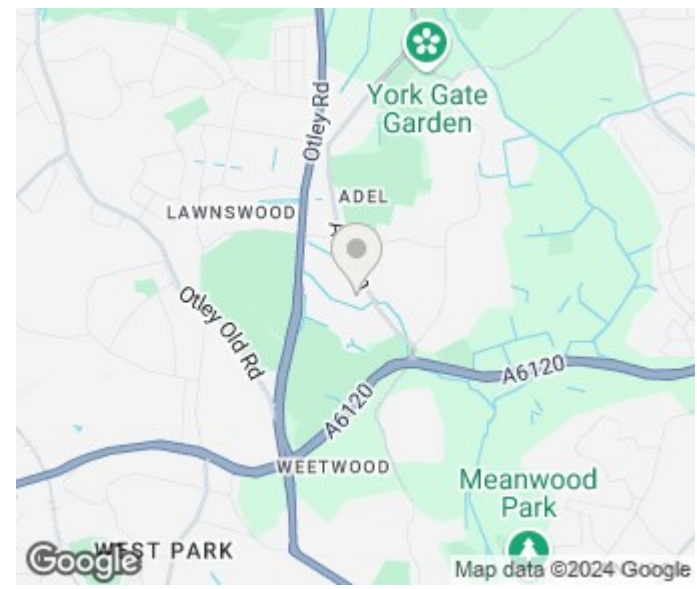 York Gate
Garden
Otley Rd
ADEL
LAWNSWOOD
Otley Old Rd
A6120
A6120
WEETWOOD
Meanwood
Park
WEST PARK
Google
Map data ©2024 Google